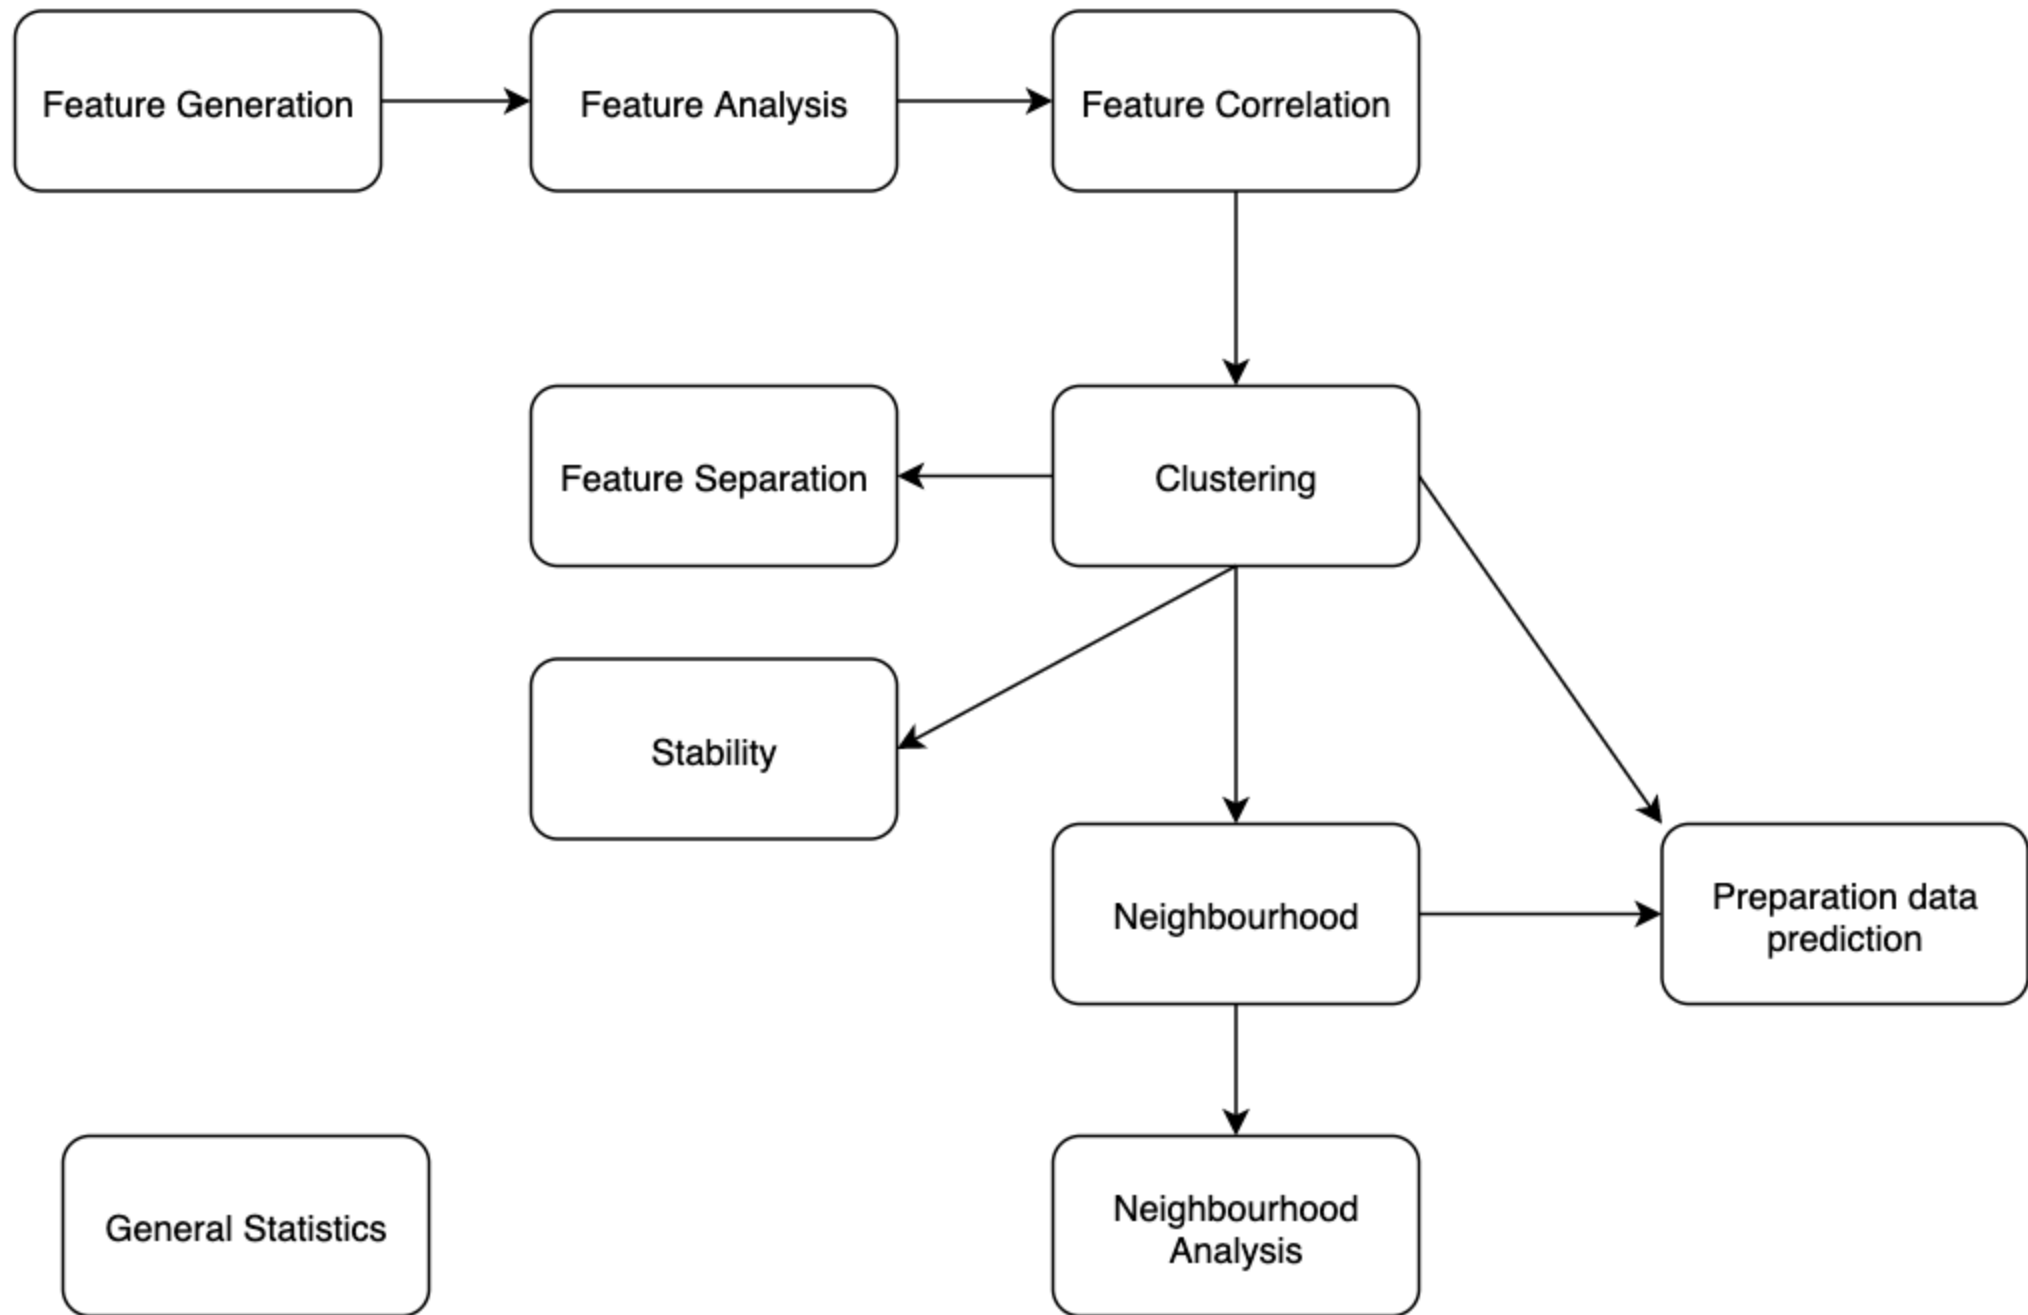 Feature Generation
Feature Analysis
Feature Correlation
Feature Separation
Clustering
Stability
Neighbourhood
Preparation data
prediction
General Statistics
Neighbourhood
Analysis